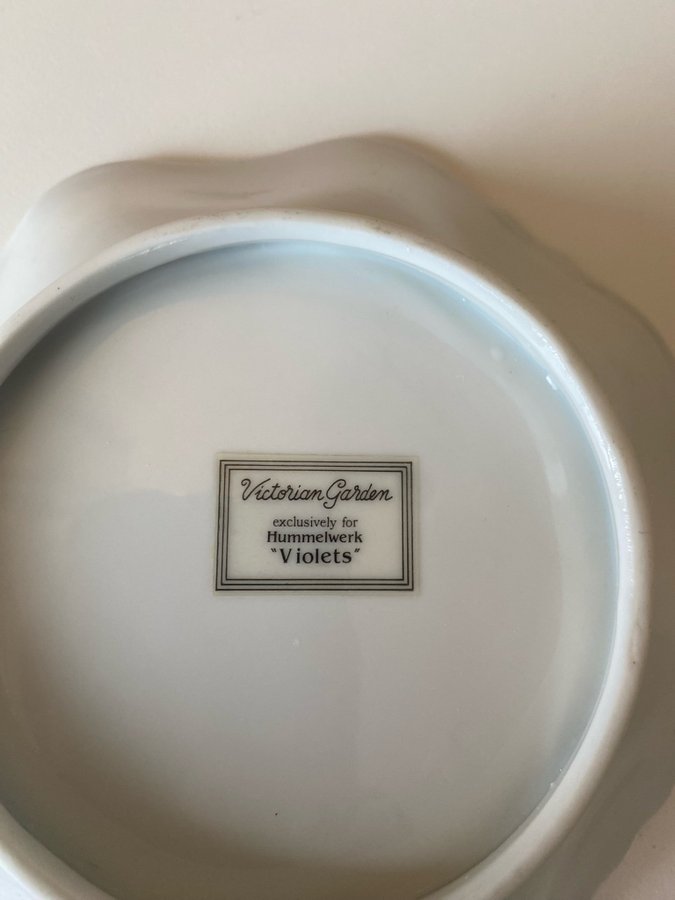 Victorian Garden
exclusively for
Hummelwerk
"Violets"